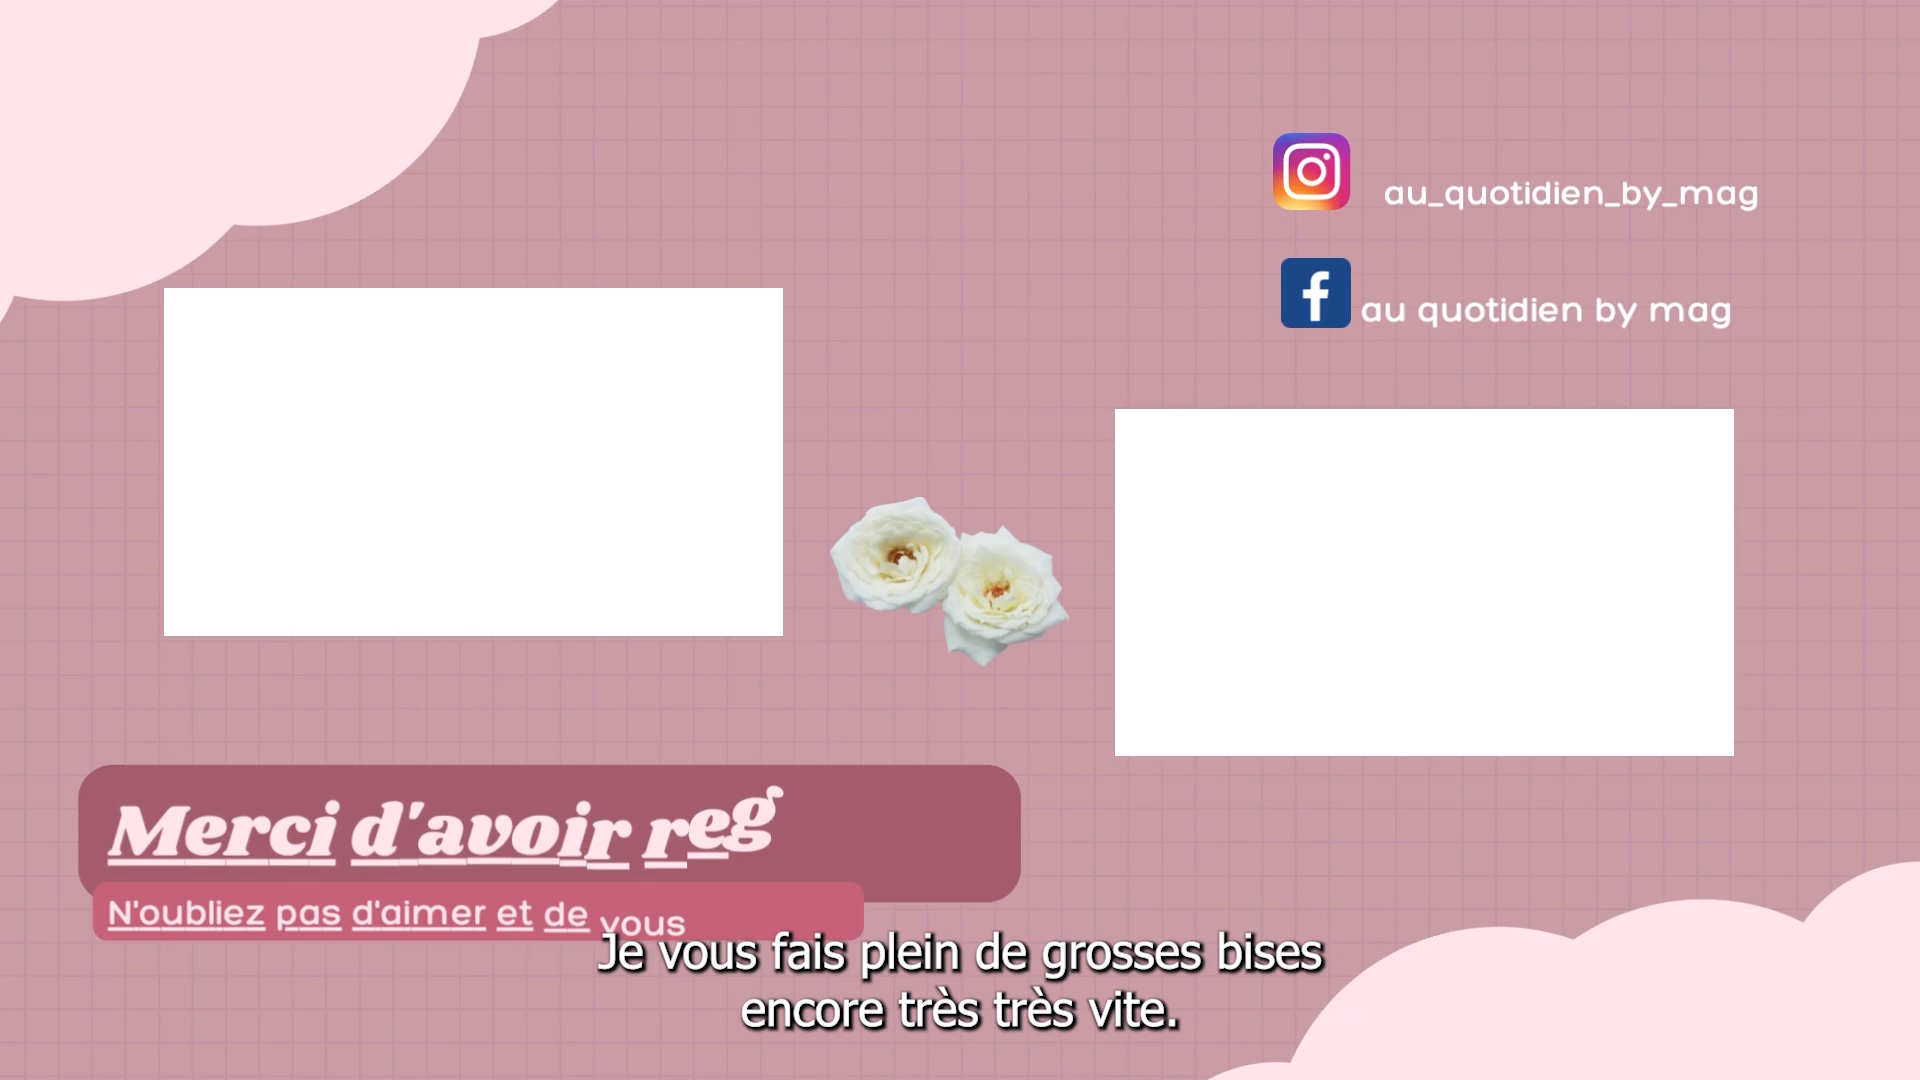 au_quotidien_by_mag
au quotidien by mag
Merci d'avoir reg
N'oubliez pas d'aimer et de vous
Je vous fais plein de grosses bises
encore très très vite.